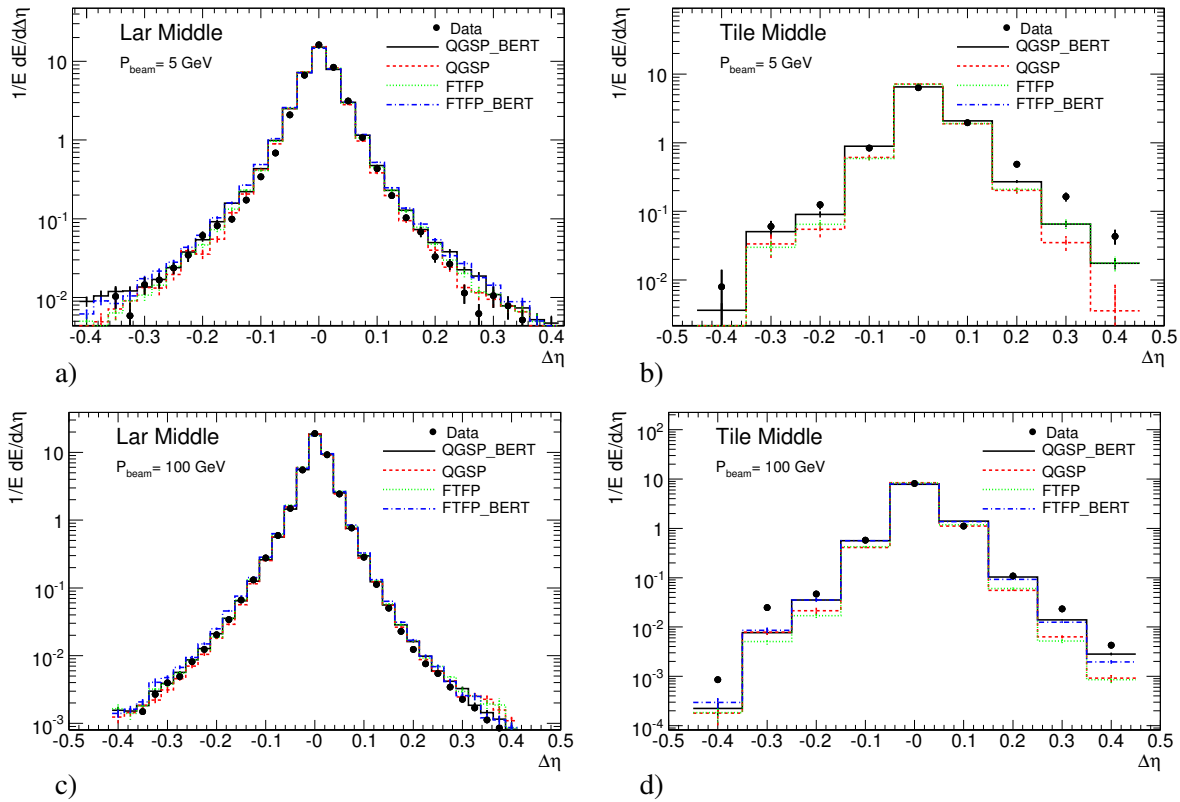 1/E dE/dΔη
10
1
10⁻¹
10⁻²
Lar Middle
P_beam= 5 GeV
Data
QGSP_BERT
QGSP
FTFP
FTFP_BERT
-0.4 -0.3 -0.2 -0.1 -0 0.1 0.2 0.3 0.4
Δη
a)
1/E dE/dΔη
10
1
10⁻¹
10⁻²
Tile Middle
P_beam= 5 GeV
Data
QGSP_BERT
QGSP
FTFP
FTFP_BERT
-0.5 -0.4 -0.3 -0.2 -0.1 -0 0.1 0.2 0.3 0.4 0.5
Δη
b)
1/E dE/dΔη
10
1
10⁻¹
10⁻²
10⁻³
Lar Middle
P_beam= 100 GeV
Data
QGSP_BERT
QGSP
FTFP
FTFP_BERT
-0.5 -0.4 -0.3 -0.2 -0.1 -0 0.1 0.2 0.3 0.4 0.5
Δη
c)
1/E dE/dΔη
10²
10
1
10⁻¹
10⁻²
10⁻³
10⁻⁴
Tile Middle
P_beam= 100 GeV
Data
QGSP_BERT
QGSP
FTFP
FTFP_BERT
-0.5 -0.4 -0.3 -0.2 -0.1 -0 0.1 0.2 0.3 0.4 0.5
Δη
d)